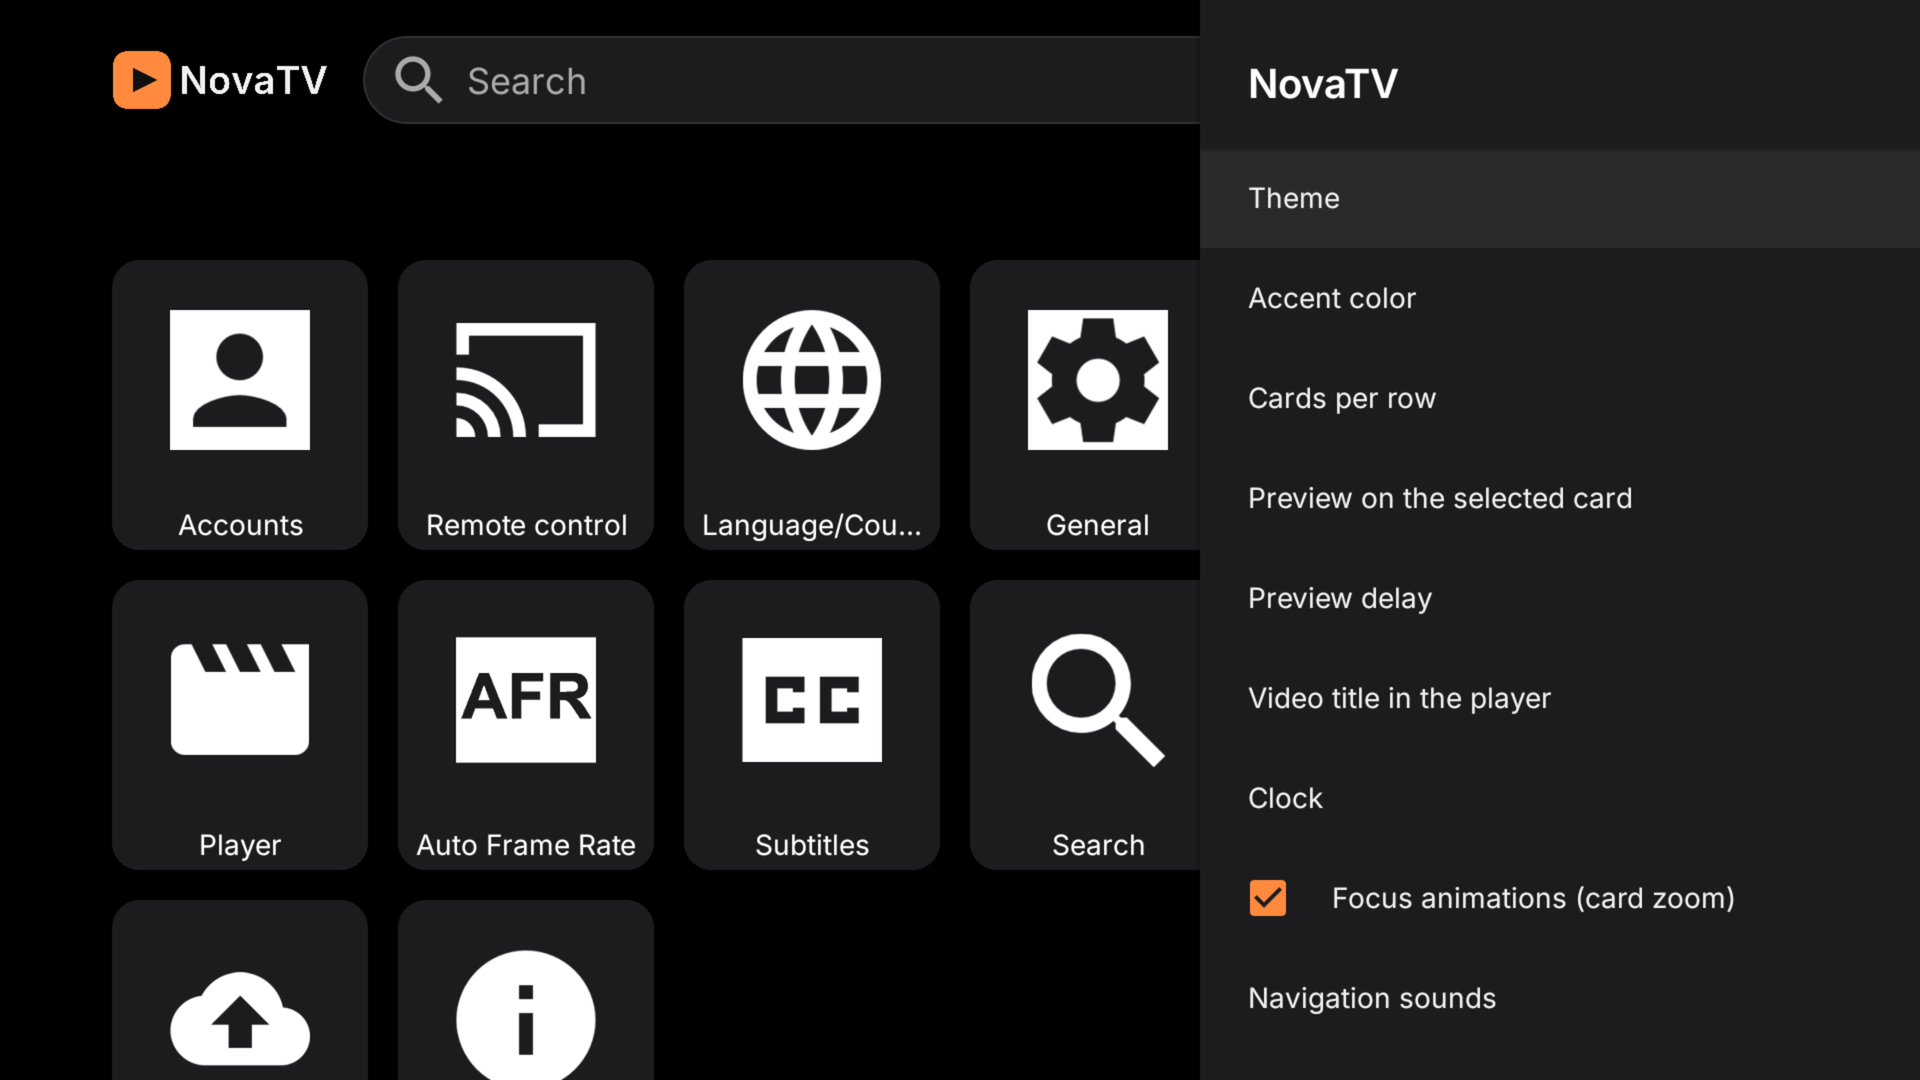 NovaTV
Search
Accounts
Remote control
Language/Cou...
General
AFR
CC
Player
Auto Frame Rate
Subtitles
Search
NovaTV
Theme
Accent color
Cards per row
Preview on the selected card
Preview delay
Video title in the player
Clock
Focus animations (card zoom)
Navigation sounds